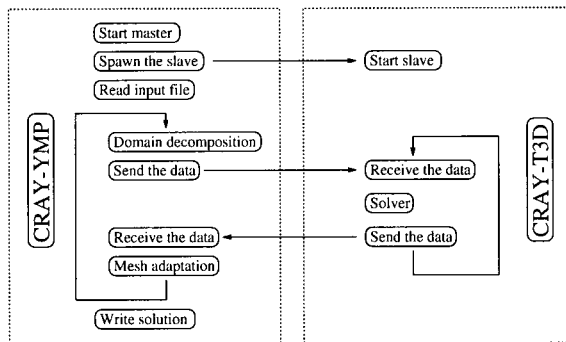 Start master
Spawn the slave
Start slave
Read input file
CRAY-YMP
CRAY-T3D
Domain decomposition
Send the data
Receive the data
Solver
Receive the data
Send the data
Mesh adaptation
Write solution